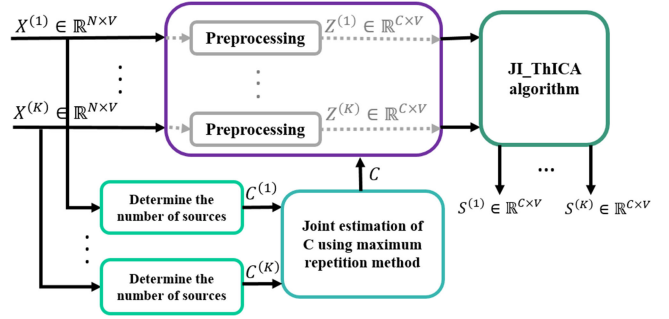 X^(1) ∈ ℝ^{N×V}
Preprocessing
Z^(1) ∈ ℝ^{C×V}
JI_ThICA
algorithm
X^(K) ∈ ℝ^{N×V}
Preprocessing
Z^(K) ∈ ℝ^{C×V}
C
S^(1) ∈ ℝ^{C×V}
S^(K) ∈ ℝ^{C×V}
Determine the
number of sources
C^(1)
Joint estimation of
C using maximum
repetition method
Determine the
number of sources
C^(K)